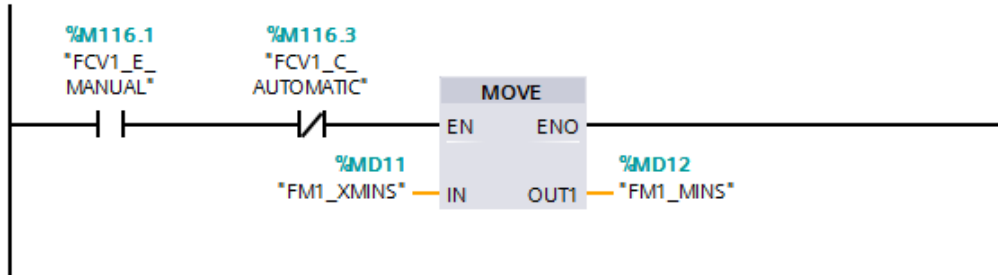 %M116.1 %M116.3
"FCV1_E_ "FCV1_C_
MANUAL" AUTOMATIC"
MOVE
EN ENO
%MD11 %MD12
"FM1_XMINS" IN OUT1 "FM1_MINS"